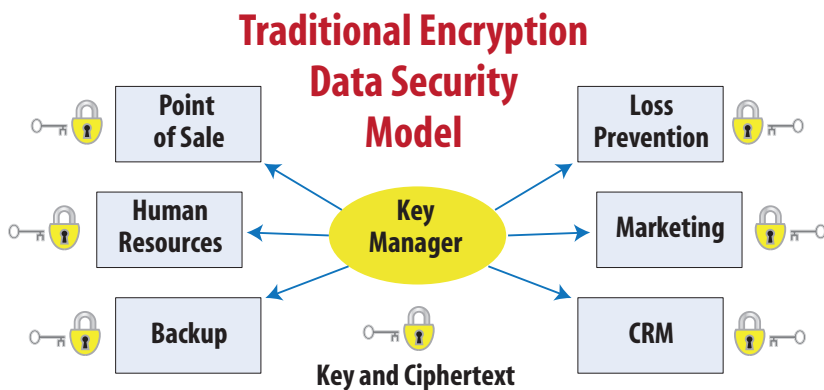 Traditional Encryption
Data Security
Model
Point
of Sale
Loss
Prevention
Human
Resources
Key
Manager
Marketing
Backup
CRM
Key and Ciphertext